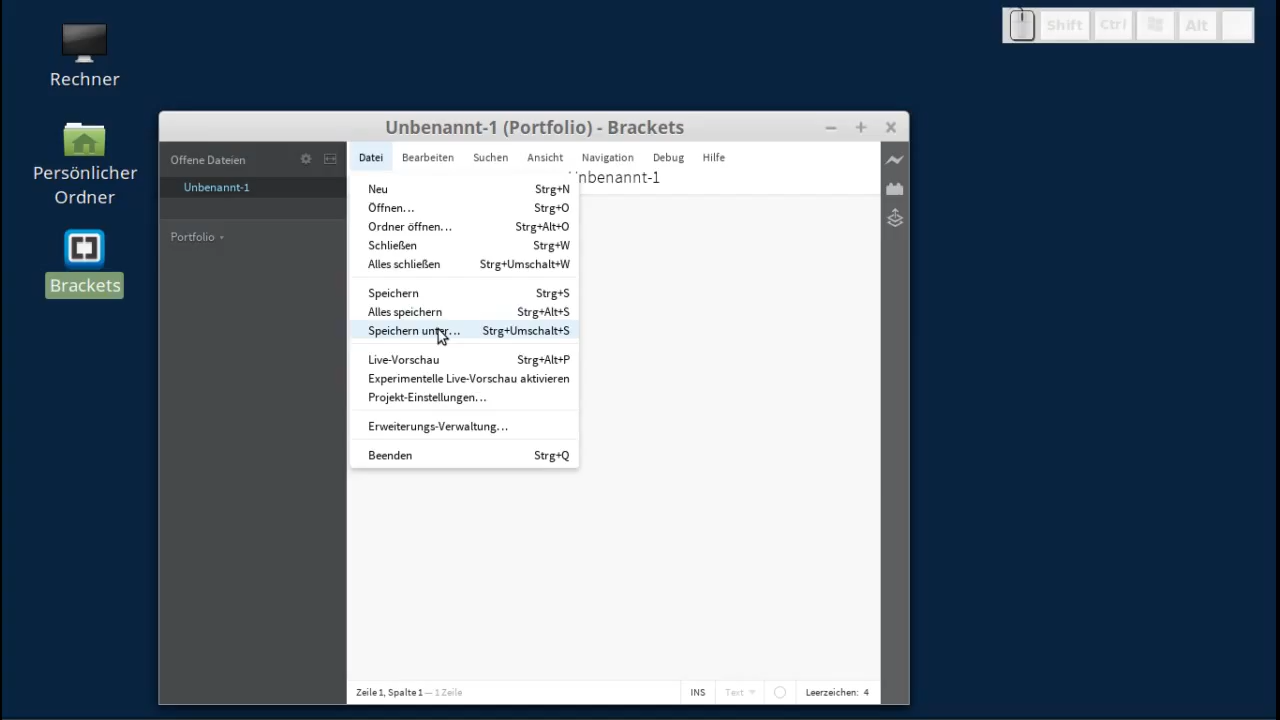 Rechner
Persönlicher
Ordner
Brackets
Shift Ctrl Alt
Unbenannt-1 (Portfolio) - Brackets
Offene Dateien
Unbenannt-1
Portfolio
Datei Bearbeiten Suchen Ansicht Navigation Debug Hilfe
Unbenannt-1
Neu Strg+N
Öffnen... Strg+O
Ordner öffnen... Strg+Alt+O
Schließen Strg+W
Alles schließen Strg+Umschalt+W
Speichern Strg+S
Alles speichern Strg+Alt+S
Speichern unter... Strg+Umschalt+S
Live-Vorschau Strg+Alt+P
Experimentelle Live-Vorschau aktivieren
Projekt-Einstellungen...
Erweiterungs-Verwaltung...
Beenden Strg+Q
Zeile 1, Spalte 1 — 1 Zeile INS Text Leerzeichen: 4